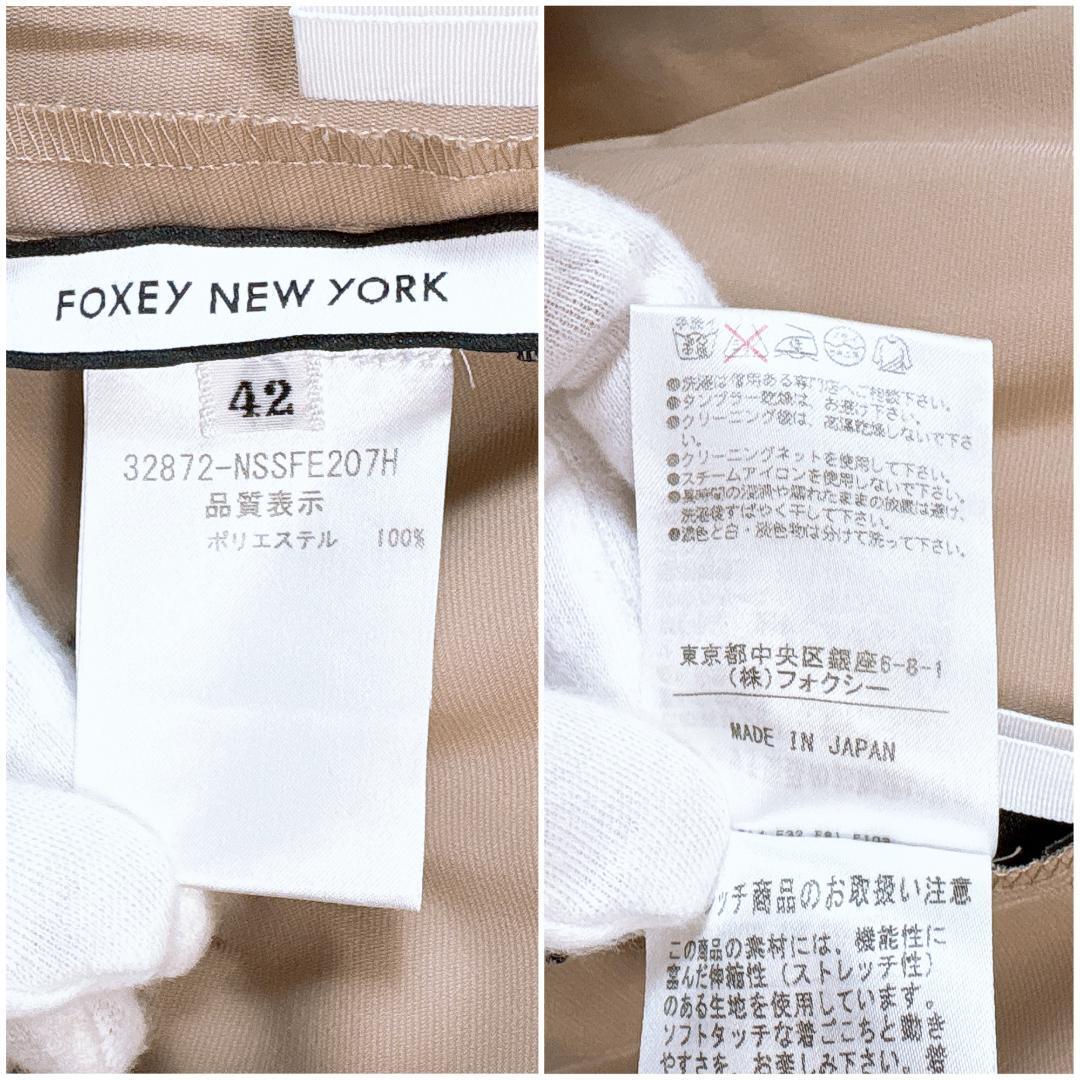 FOXEY NEW YORK
42
32872-NSSFE207H
品質表示
ポリエステル 100%
●洗濯は信用ある専門店へご相談下さい。
●タンブラー乾燥は、お避け下さい。
●クリーニング後は、高温乾燥しないで下さ
い。
●クリーニングネットを使用して下さい。
●スチームアイロンを使用しないで下さい。
●長時間の浸漬や濡れたままの放置は避け、
洗濯後すばやく干して下さい。
●濃色と白・淡色物は分けて洗って下さい。
東京都中央区銀座6-8-1
(株)フォクシー
MADE IN JAPAN
ッチ商品のお取扱い注意
この商品の素材には、機能性に
富んだ伸縮性(ストレッチ性)
のある生地を使用しています。
ソフトタッチな着ごこちと動き
やすさを、お楽しみ下さい。